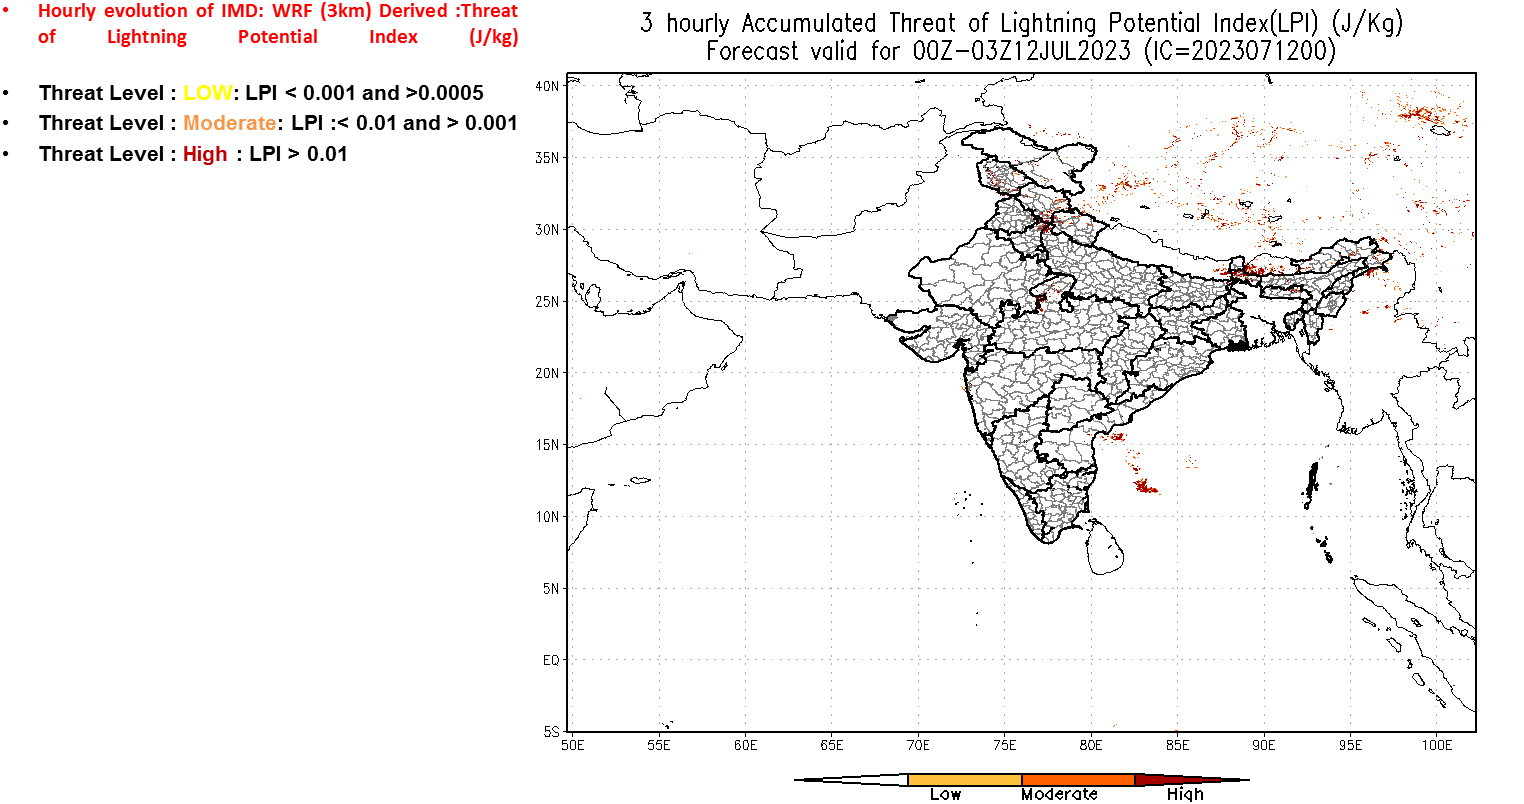 • Hourly evolution of IMD: WRF (3km) Derived :Threat
of Lightning Potential Index (J/kg)
• Threat Level : LOW: LPI < 0.001 and >0.0005
• Threat Level : Moderate: LPI :< 0.01 and > 0.001
• Threat Level : High : LPI > 0.01
3 hourly Accumulated Threat of Lightning Potential Index(LPI) (J/Kg)
Forecast valid for 00Z-03Z12JUL2023 (IC=2023071200)
40N
35N
30N
25N
20N
15N
10N
5N
EQ
5S
50E 55E 60E 65E 70E 75E 80E 85E 90E 95E 100E
Low Moderate High